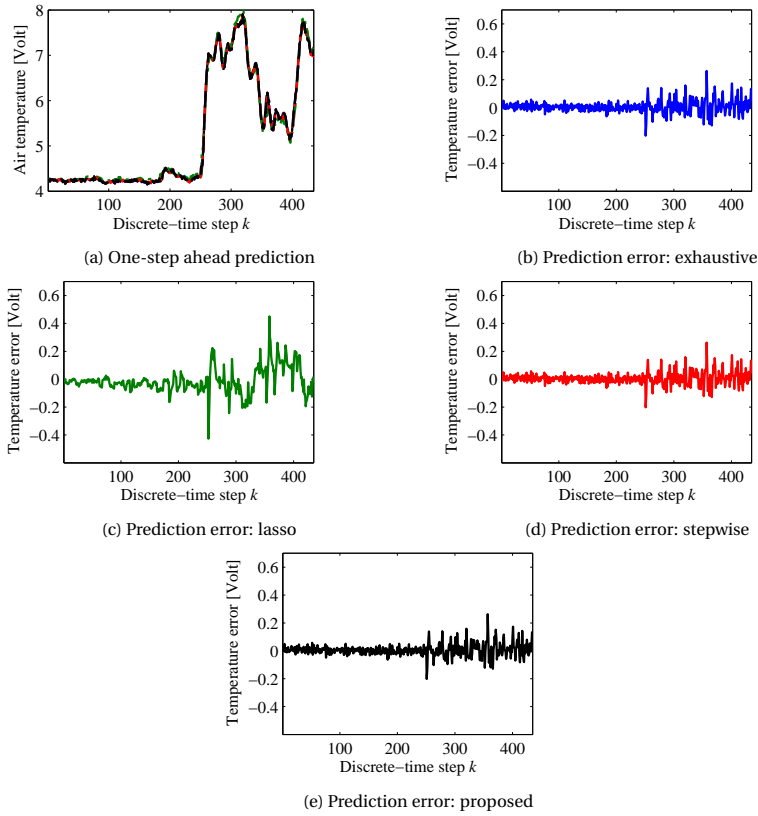 Air temperature [Volt]
8
7
6
5
4
100 200 300 400
Discrete–time step k
(a) One-step ahead prediction
Temperature error [Volt]
0.6
0.4
0.2
0
−0.2
−0.4
100 200 300 400
Discrete–time step k
(b) Prediction error: exhaustive
Temperature error [Volt]
0.6
0.4
0.2
0
−0.2
−0.4
100 200 300 400
Discrete–time step k
(c) Prediction error: lasso
Temperature error [Volt]
0.6
0.4
0.2
0
−0.2
−0.4
100 200 300 400
Discrete–time step k
(d) Prediction error: stepwise
Temperature error [Volt]
0.6
0.4
0.2
0
−0.2
−0.4
100 200 300 400
Discrete–time step k
(e) Prediction error: proposed